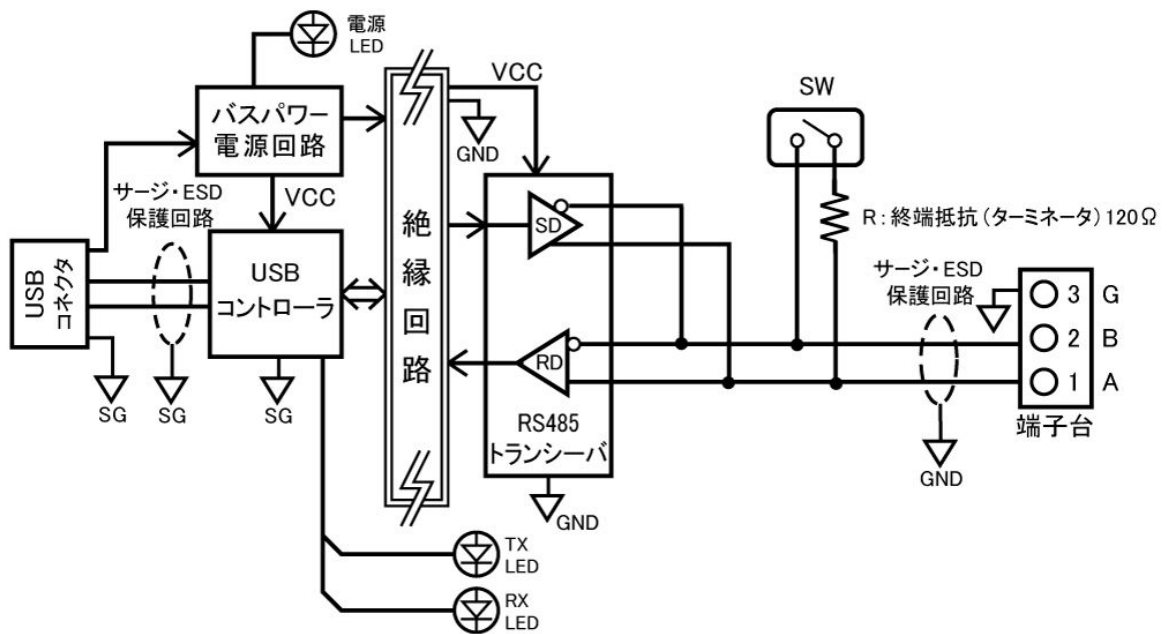 電源
LED
バスパワー
電源回路
VCC
サージ・ESD
保護回路
VCC
USB
コネクタ
USB
コントローラ
SG
SG
SG
絶縁回路
GND
SD
RD
RS485
トランシーバ
GND
SW
R:終端抵抗(ターミネータ)120Ω
サージ・ESD
保護回路
GND
3 G
2 B
1 A
端子台
TX
LED
RX
LED